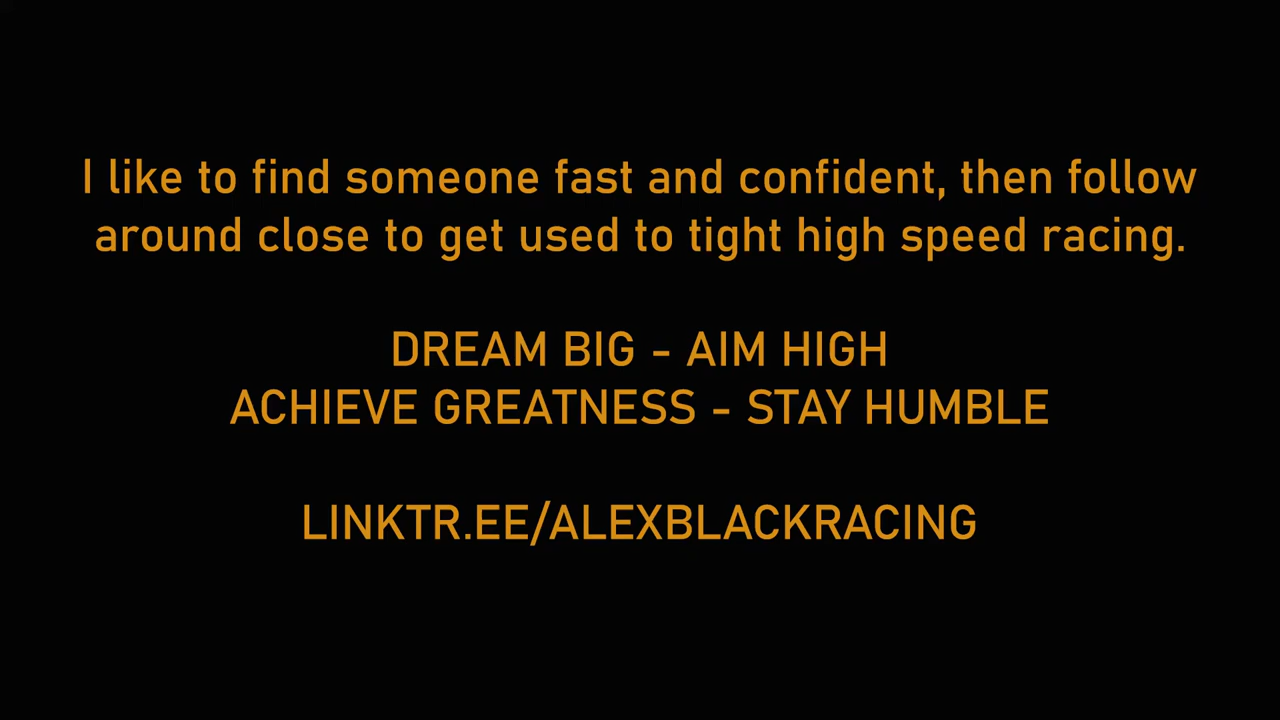 I like to find someone fast and confident, then follow
around close to get used to tight high speed racing.
DREAM BIG - AIM HIGH
ACHIEVE GREATNESS - STAY HUMBLE
LINKTR.EE/ALEXBLACKRACING